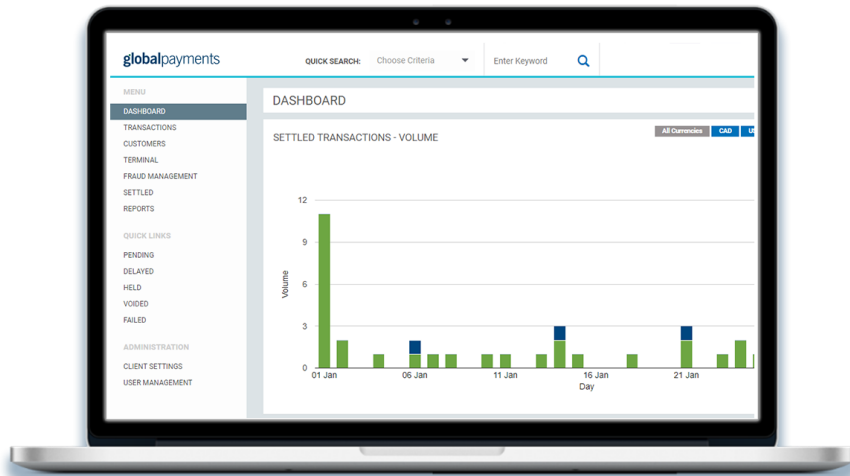 globalpayments
QUICK SEARCH: Choose Criteria Enter Keyword
MENU
DASHBOARD
TRANSACTIONS
CUSTOMERS
TERMINAL
FRAUD MANAGEMENT
SETTLED
REPORTS
QUICK LINKS
PENDING
DELAYED
HELD
VOIDED
FAILED
ADMINISTRATION
CLIENT SETTINGS
USER MANAGEMENT
DASHBOARD
SETTLED TRANSACTIONS - VOLUME
All Currencies CAD
12
9
6
3
0
Volume
01 Jan 06 Jan 11 Jan 16 Jan 21 Jan
Day